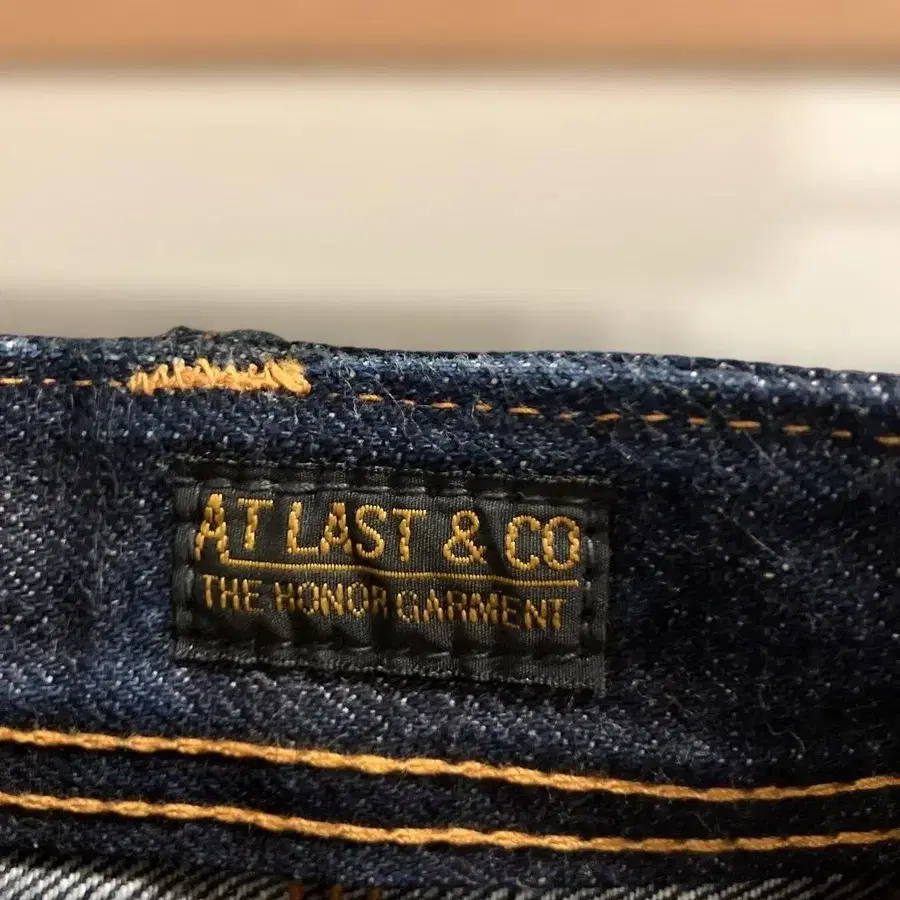 AT LAST & CO
THE HONOR GARMENT